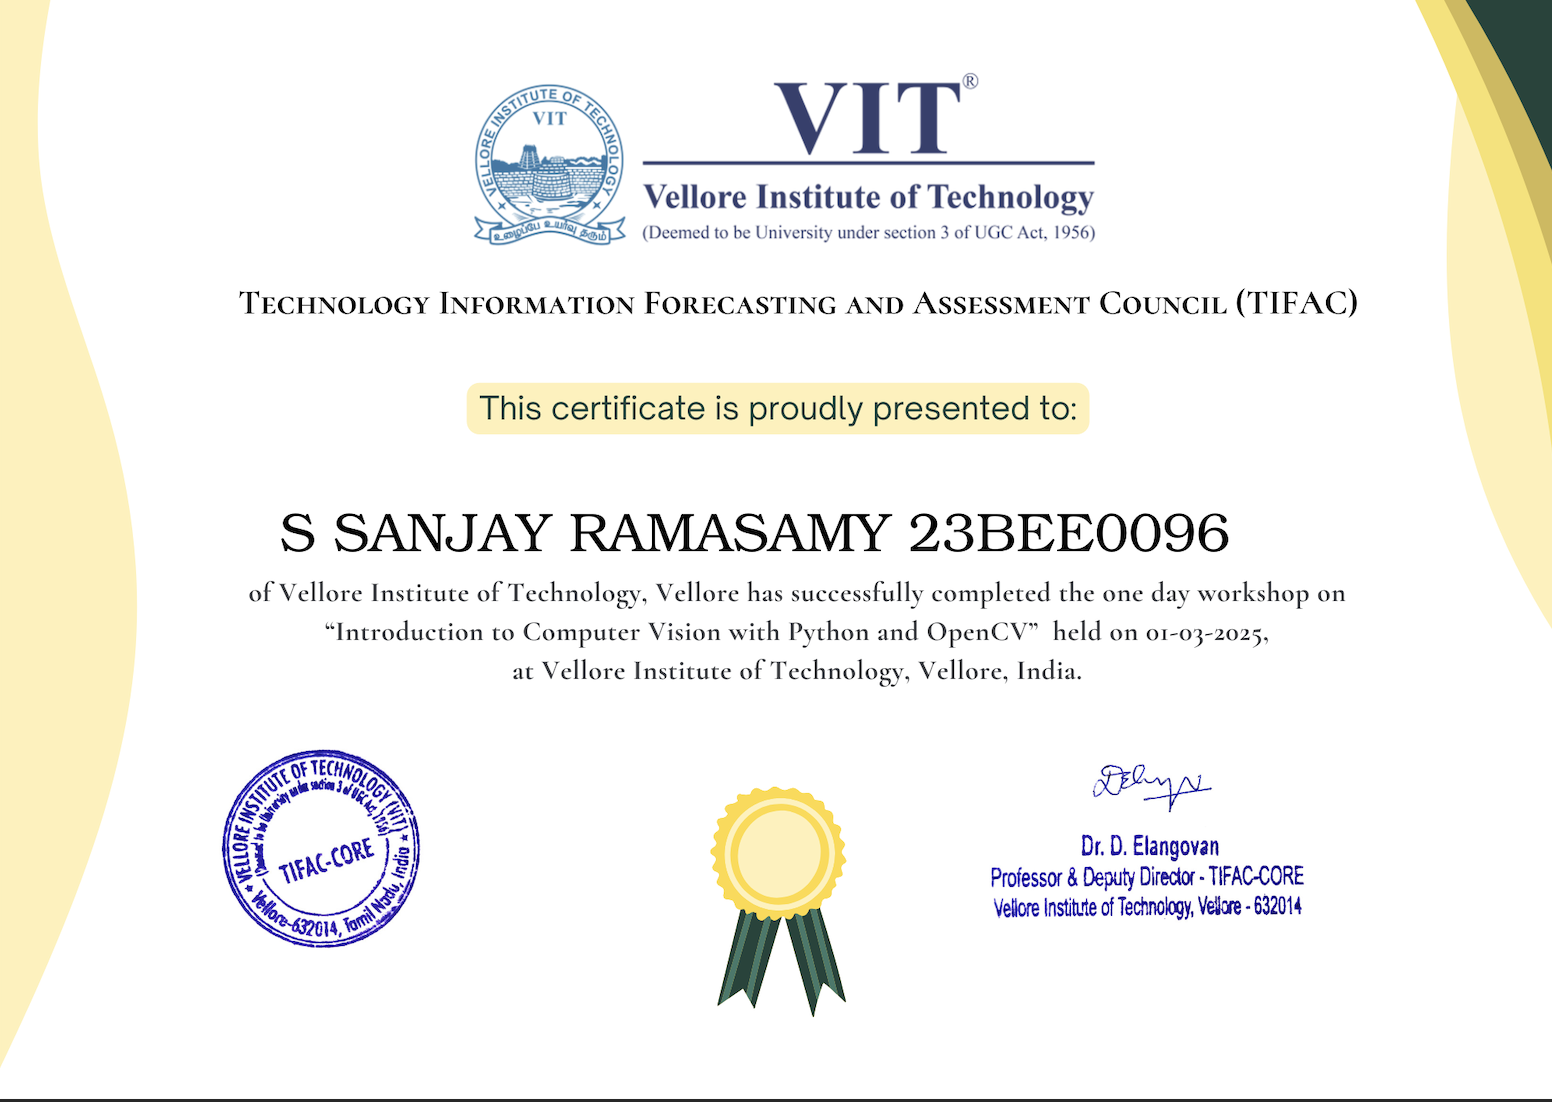 VELLORE INSTITUTE OF TECHNOLOGY
VIT
உழைப்பே உயர்வு தரும்
VIT®
Vellore Institute of Technology
(Deemed to be University under section 3 of UGC Act, 1956)
Technology Information Forecasting and Assessment Council (TIFAC)
This certificate is proudly presented to:
S SANJAY RAMASAMY 23BEE0096
of Vellore Institute of Technology, Vellore has successfully completed the one day workshop on
“Introduction to Computer Vision with Python and OpenCV” held on 01-03-2025,
at Vellore Institute of Technology, Vellore, India.
VELLORE INSTITUTE OF TECHNOLOGY (VIT)
(Deemed to be University under section 3 of UGC Act, 1956)
TIFAC-CORE
Vellore-632014, Tamil Nadu, India
Dr. D. Elangovan
Professor & Deputy Director - TIFAC-CORE
Vellore Institute of Technology, Vellore - 632014